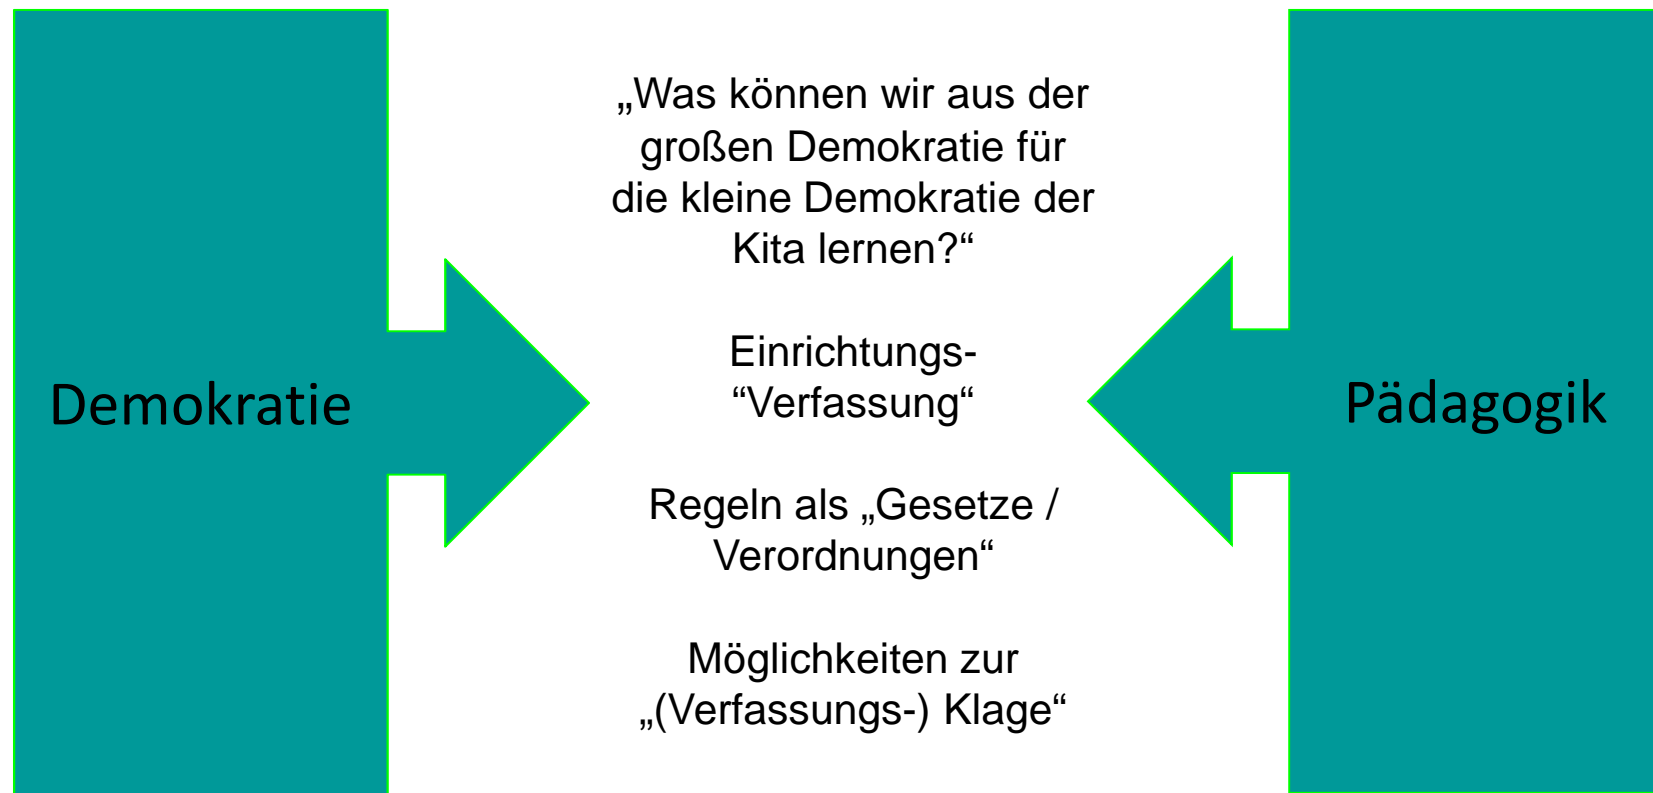 Demokratie
„Was können wir aus der
großen Demokratie für
die kleine Demokratie der
Kita lernen?“
Einrichtungs-
“Verfassung“
Regeln als „Gesetze /
Verordnungen“
Möglichkeiten zur
„(Verfassungs-) Klage“
Pädagogik